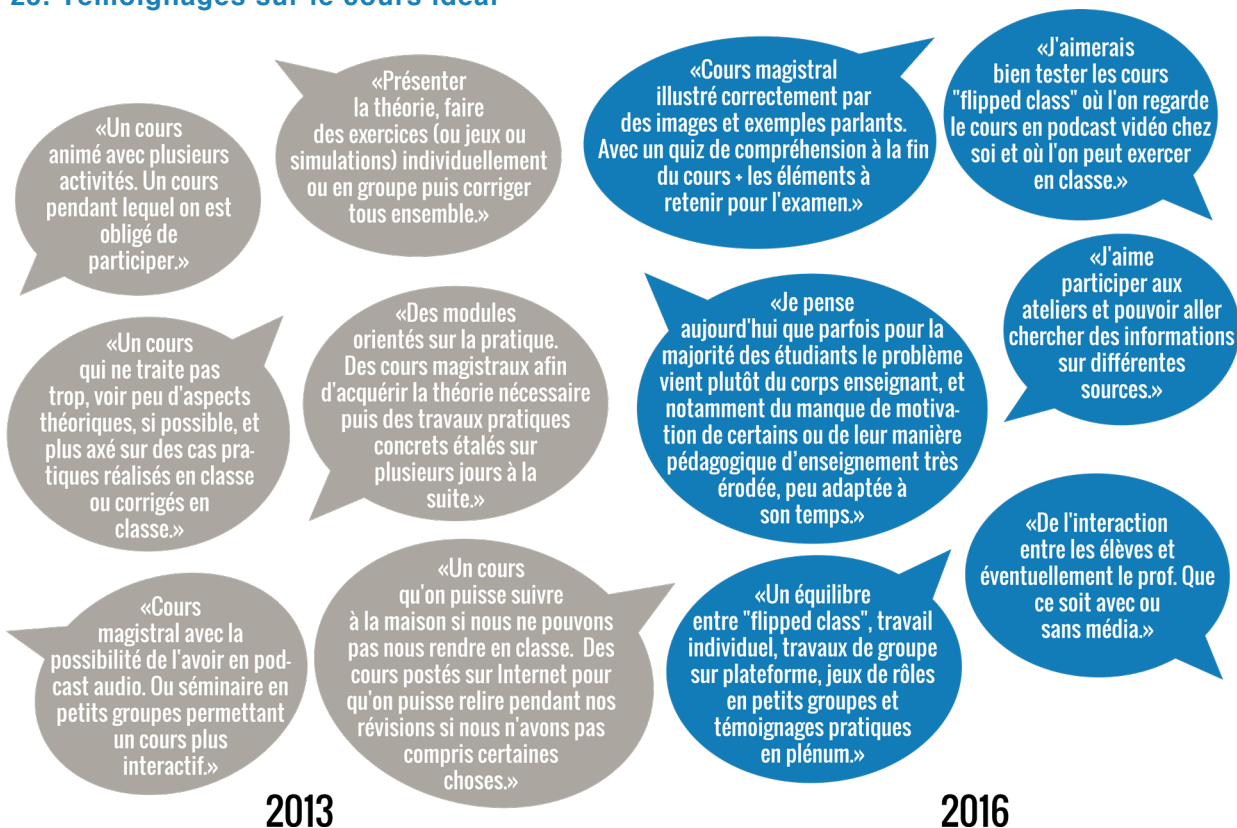 29. Témoignages sur le cours idéal
«Un cours
animé avec plusieurs
activités. Un cours
pendant lequel on est
obligé de
participer.»
«Présenter
la théorie, faire
des exercices (ou jeux ou
simulations) individuellement
ou en groupe puis corriger
tous ensemble.»
«Un cours
qui ne traite pas
trop, voir peu d'aspects
théoriques, si possible, et
plus axé sur des cas pra-
tiques réalisés en classe
ou corrigés en
classe.»
«Des modules
orientés sur la pratique.
Des cours magistraux afin
d'acquérir la théorie nécessaire
puis des travaux pratiques
concrets étalés sur
plusieurs jours à la
suite.»
«Cours
magistral avec la
possibilité de l'avoir en pod-
cast audio. Ou séminaire en
petits groupes permettant
un cours plus
interactif.»
«Un cours
qu'on puisse suivre
à la maison si nous ne pouvons
pas nous rendre en classe. Des
cours postés sur Internet pour
qu'on puisse relire pendant nos
révisions si nous n'avons pas
compris certaines
choses.»
2013
«Cours magistral
illustré correctement par
des images et exemples parlants.
Avec un quiz de compréhension à la fin
du cours + les éléments à
retenir pour l'examen.»
«J'aimerais
bien tester les cours
"flipped class" où l'on regarde
le cours en podcast vidéo chez
soi et où l'on peut exercer
en classe.»
«Je pense
aujourd'hui que parfois pour la
majorité des étudiants le problème
vient plutôt du corps enseignant, et
notamment du manque de motiva-
tion de certains ou de leur manière
pédagogique d'enseignement très
érodée, peu adaptée à
son temps.»
«J'aime
participer aux
ateliers et pouvoir aller
chercher des informations
sur différentes
sources.»
«Un équilibre
entre "flipped class", travail
individuel, travaux de groupe
sur plateforme, jeux de rôles
en petits groupes et
témoignages pratiques
en plénum.»
«De l'interaction
entre les élèves et
éventuellement le prof. Que
ce soit avec ou
sans média.»
2016